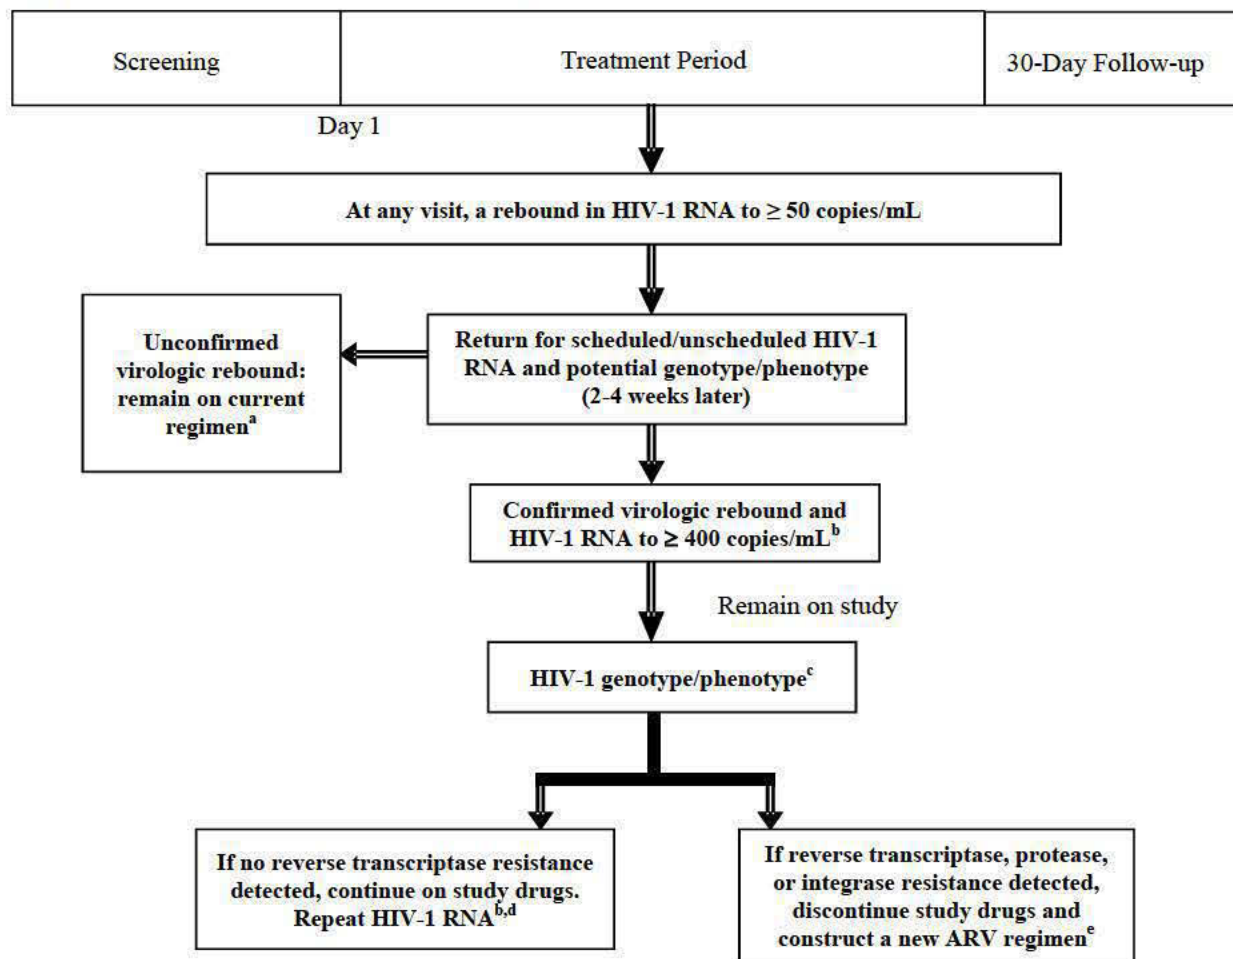 Screening
Treatment Period
30-Day Follow-up
Day 1
At any visit, a rebound in HIV-1 RNA to ≥ 50 copies/mL
Unconfirmed
virologic rebound:
remain on current
regimenᵃ
Return for scheduled/unscheduled HIV-1
RNA and potential genotype/phenotype
(2-4 weeks later)
Confirmed virologic rebound and
HIV-1 RNA to ≥ 400 copies/mLᵇ
Remain on study
HIV-1 genotype/phenotypeᶜ
If no reverse transcriptase resistance
detected, continue on study drugs.
Repeat HIV-1 RNAᵇ,ᵈ
If reverse transcriptase, protease,
or integrase resistance detected,
discontinue study drugs and
construct a new ARV regimenᵉ